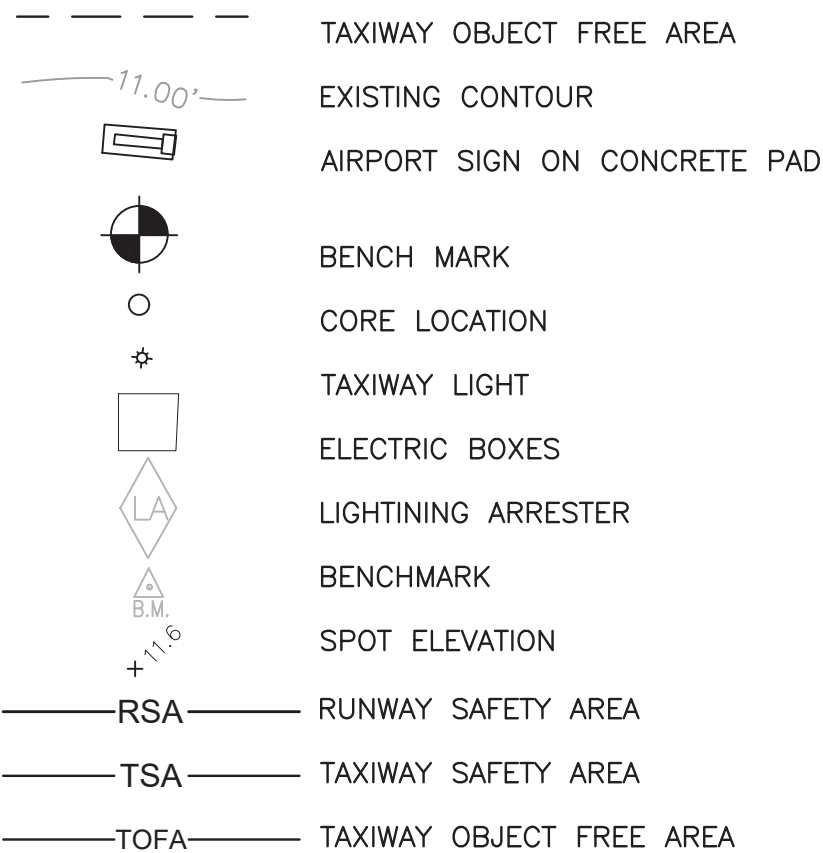 TAXIWAY OBJECT FREE AREA
11.00' EXISTING CONTOUR
AIRPORT SIGN ON CONCRETE PAD
BENCH MARK
CORE LOCATION
TAXIWAY LIGHT
ELECTRIC BOXES
LA LIGHTINING ARRESTER
BENCHMARK
B.M.
+11.6 SPOT ELEVATION
RSA RUNWAY SAFETY AREA
TSA TAXIWAY SAFETY AREA
TOFA TAXIWAY OBJECT FREE AREA